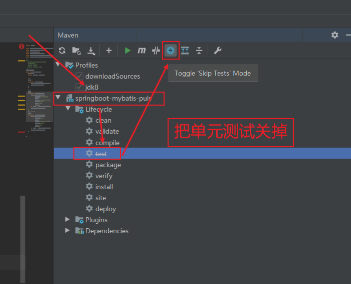 Maven
Toggle 'Skip Tests' Mode
Profiles
downloadSources
jdk8
springboot-mybatis-puls
Lifecycle
clean
validate
compile
test
package
verify
install
site
deploy
Plugins
Dependencies
把单元测试关掉